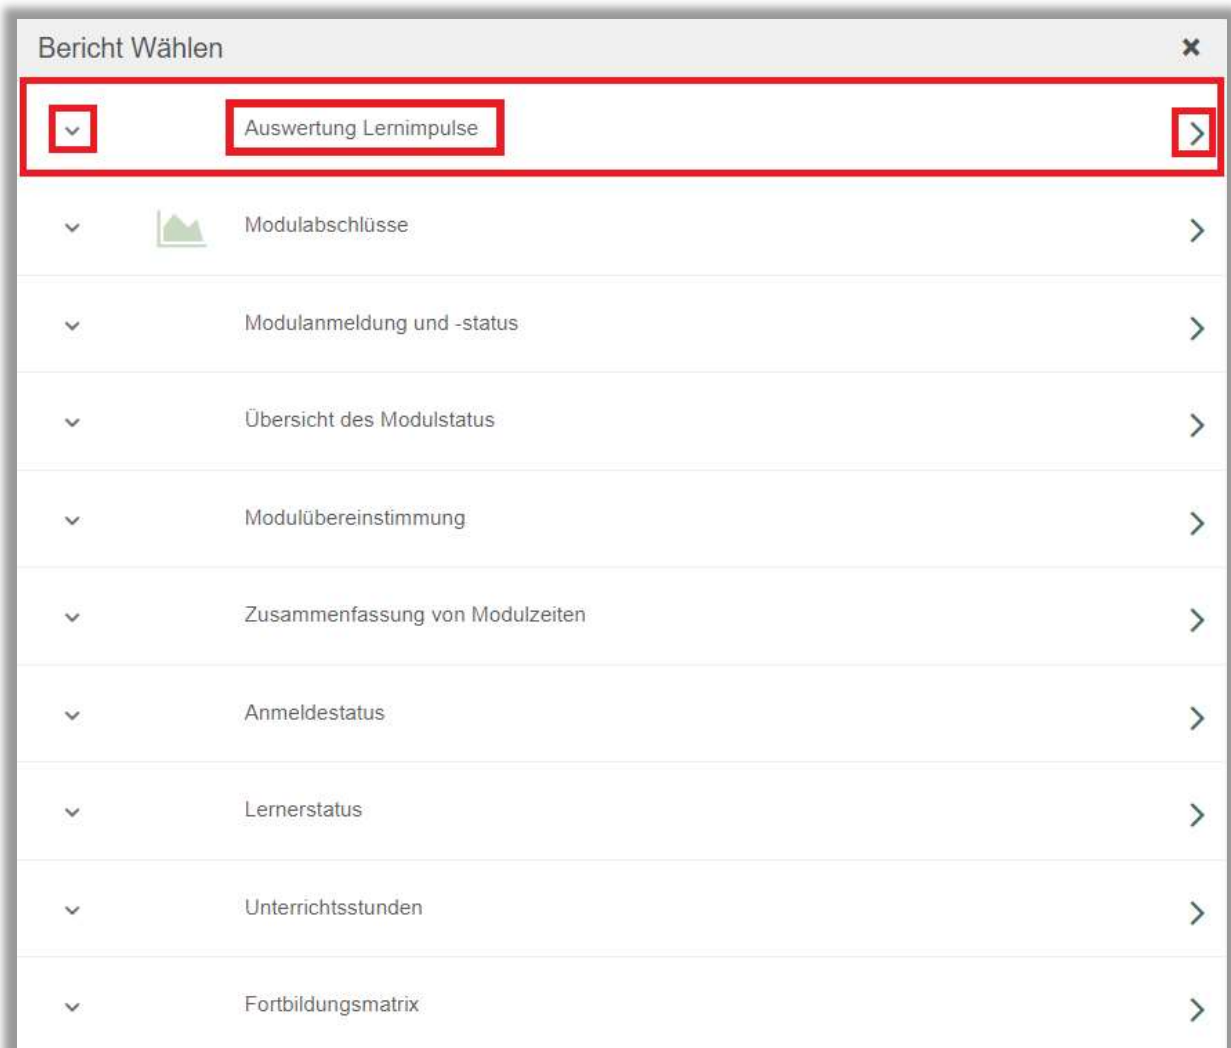 Bericht Wählen
Auswertung Lernimpulse
Modulabschlüsse
Modulanmeldung und -status
Übersicht des Modulstatus
Modulübereinstimmung
Zusammenfassung von Modulzeiten
Anmeldestatus
Lernerstatus
Unterrichtsstunden
Fortbildungsmatrix